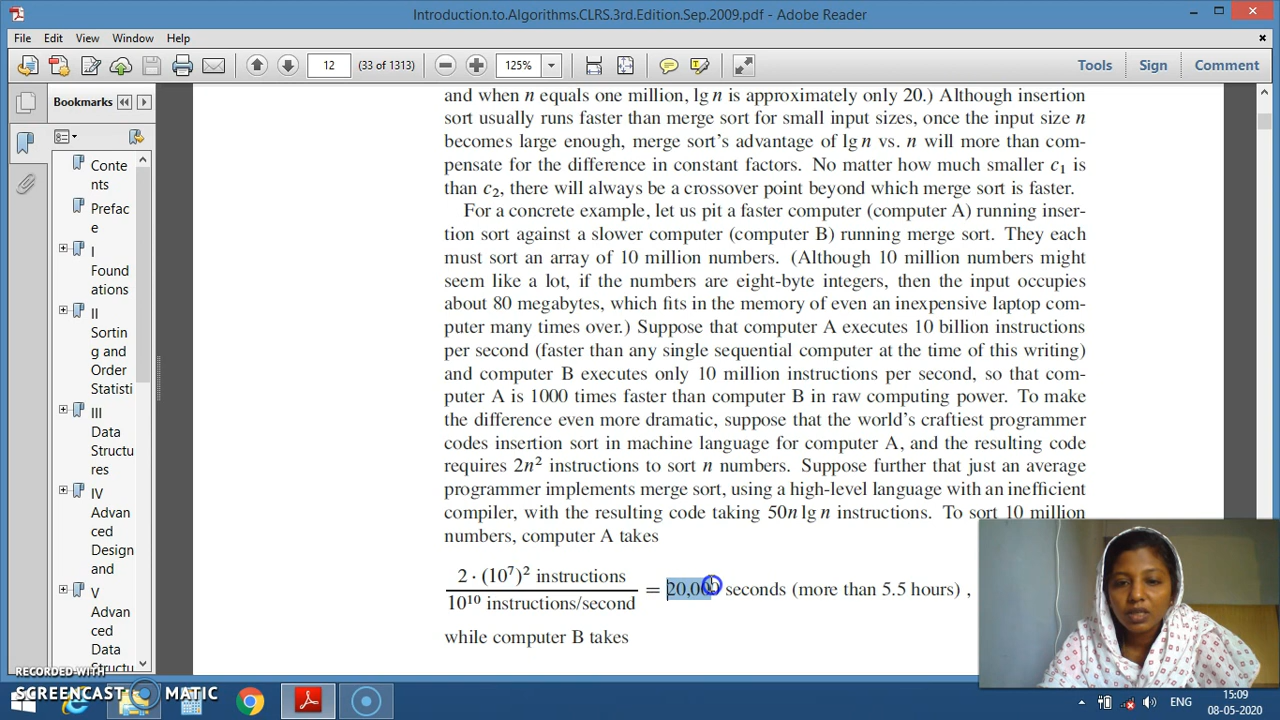 Introduction.to.Algorithms.CLRS.3rd.Edition.Sep.2009.pdf - Adobe Reader
File Edit View Window Help
12 (33 of 1313) 125% Tools Sign Comment
Bookmarks
Conte
nts
Prefac
e
I
Found
ations
II
Sortin
g and
Order
Statisti
III
Data
Structu
res
IV
Advan
ced
Design
and
V
Advan
ced
Data
Structu
and when n equals one million, lg n is approximately only 20.) Although insertion
sort usually runs faster than merge sort for small input sizes, once the input size n
becomes large enough, merge sort's advantage of lg n vs. n will more than com-
pensate for the difference in constant factors. No matter how much smaller c₁ is
than c₂, there will always be a crossover point beyond which merge sort is faster.
For a concrete example, let us pit a faster computer (computer A) running inser-
tion sort against a slower computer (computer B) running merge sort. They each
must sort an array of 10 million numbers. (Although 10 million numbers might
seem like a lot, if the numbers are eight-byte integers, then the input occupies
about 80 megabytes, which fits in the memory of even an inexpensive laptop com-
puter many times over.) Suppose that computer A executes 10 billion instructions
per second (faster than any single sequential computer at the time of this writing)
and computer B executes only 10 million instructions per second, so that com-
puter A is 1000 times faster than computer B in raw computing power. To make
the difference even more dramatic, suppose that the world's craftiest programmer
codes insertion sort in machine language for computer A, and the resulting code
requires 2n² instructions to sort n numbers. Suppose further that just an average
programmer implements merge sort, using a high-level language with an inefficient
compiler, with the resulting code taking 50n lg n instructions. To sort 10 million
numbers, computer A takes
2 · (10⁷)² instructions
10¹⁰ instructions/second
= 20,000 seconds (more than 5.5 hours) ,
while computer B takes
RECORDED WITH
SCREENCAST MATIC
ENG
15:09
08-05-2020